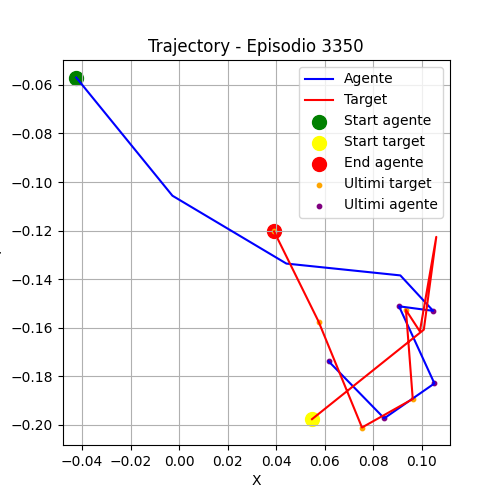 Trajectory - Episodio 3350
−0.06
−0.08
−0.10
−0.12
−0.14
−0.16
−0.18
−0.20
Agente
Target
Start agente
Start target
End agente
Ultimi target
Ultimi agente
−0.04
−0.02
0.00
0.02
0.04
0.06
0.08
0.10
X